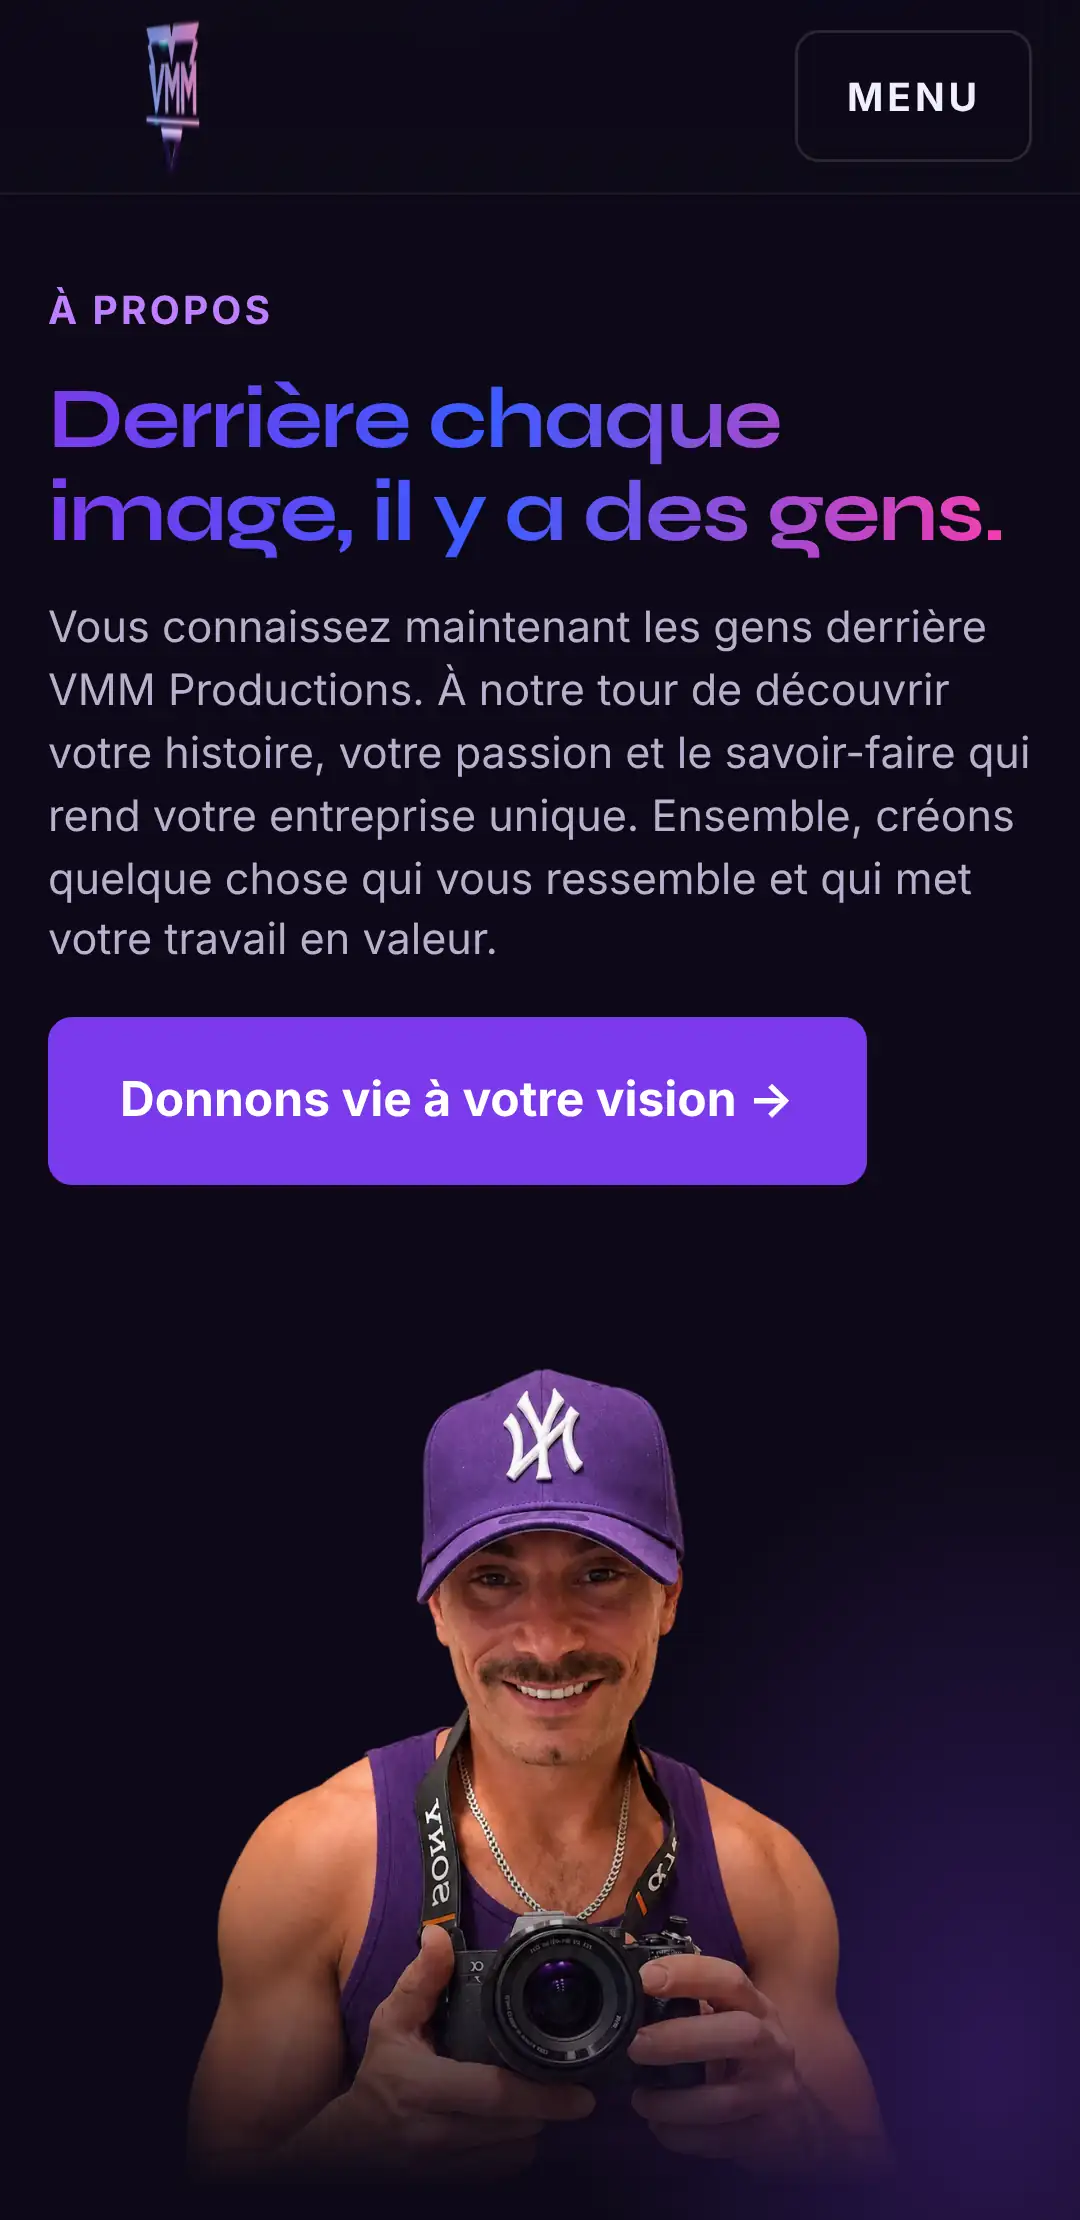 VMM
MENU
À PROPOS
Derrière chaque
image, il y a des gens.
Vous connaissez maintenant les gens derrière
VMM Productions. À notre tour de découvrir
votre histoire, votre passion et le savoir-faire qui
rend votre entreprise unique. Ensemble, créons
quelque chose qui vous ressemble et qui met
votre travail en valeur.
Donnons vie à votre vision →
NY
SONY